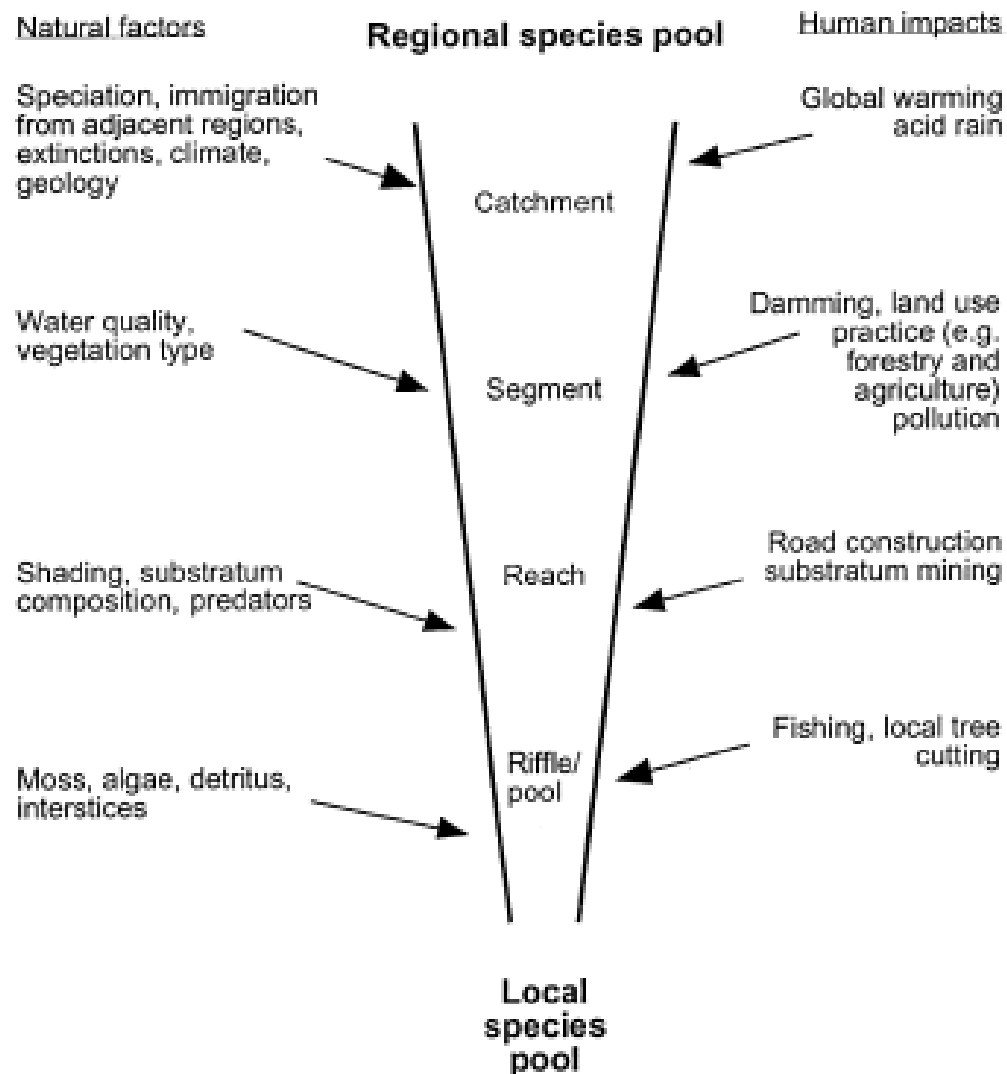 Natural factors
Regional species pool
Human impacts
Speciation, immigration
from adjacent regions,
extinctions, climate,
geology
Global warming
acid rain
Catchment
Water quality,
vegetation type
Damming, land use
practice (e.g.
forestry and
agriculture)
pollution
Segment
Shading, substratum
composition, predators
Road construction
substratum mining
Reach
Moss, algae, detritus,
interstices
Fishing, local tree
cutting
Riffle/
pool
Local
species
pool